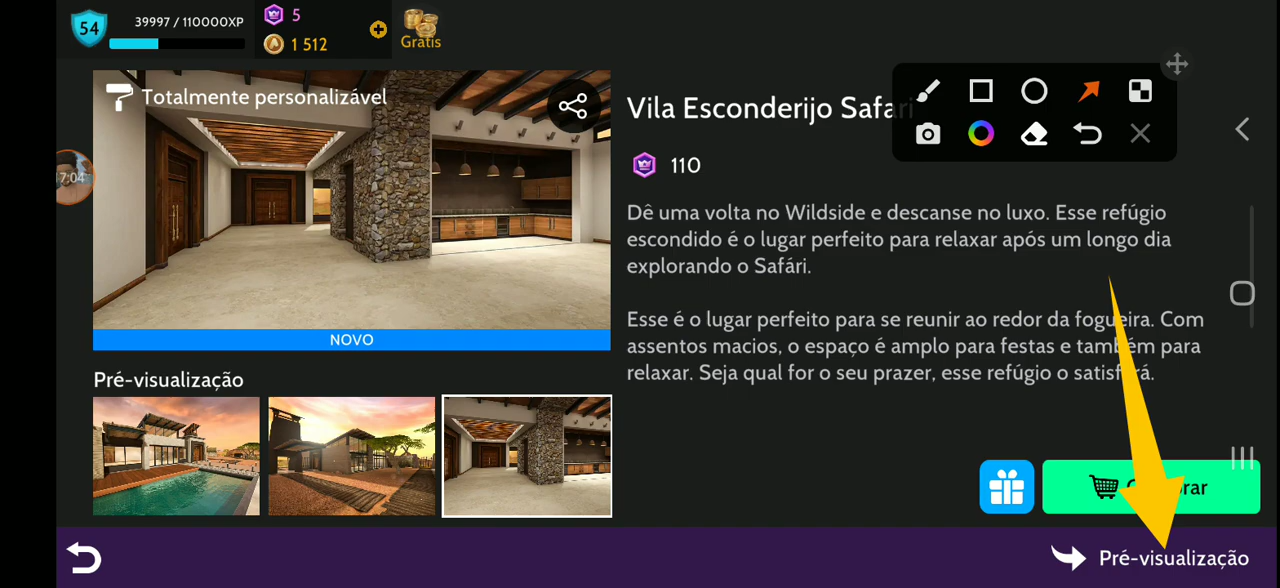 54
39997 / 110000XP
5
1 512
Gratis
Totalmente personalizável
17:04
NOVO
Pré-visualização
Vila Esconderijo Safari
110
Dê uma volta no Wildside e descanse no luxo. Esse refúgio
escondido é o lugar perfeito para relaxar após um longo dia
explorando o Safári.
Esse é o lugar perfeito para se reunir ao redor da fogueira. Com
assentos macios, o espaço é amplo para festas e também para
relaxar. Seja qual for o seu prazer, esse refúgio o satisfará.
Comprar
Pré-visualização